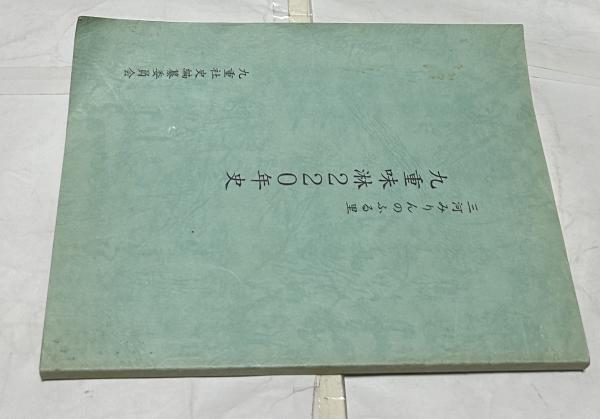 三河みりんのふる里
九重味淋220年史
九重社史編纂委員会